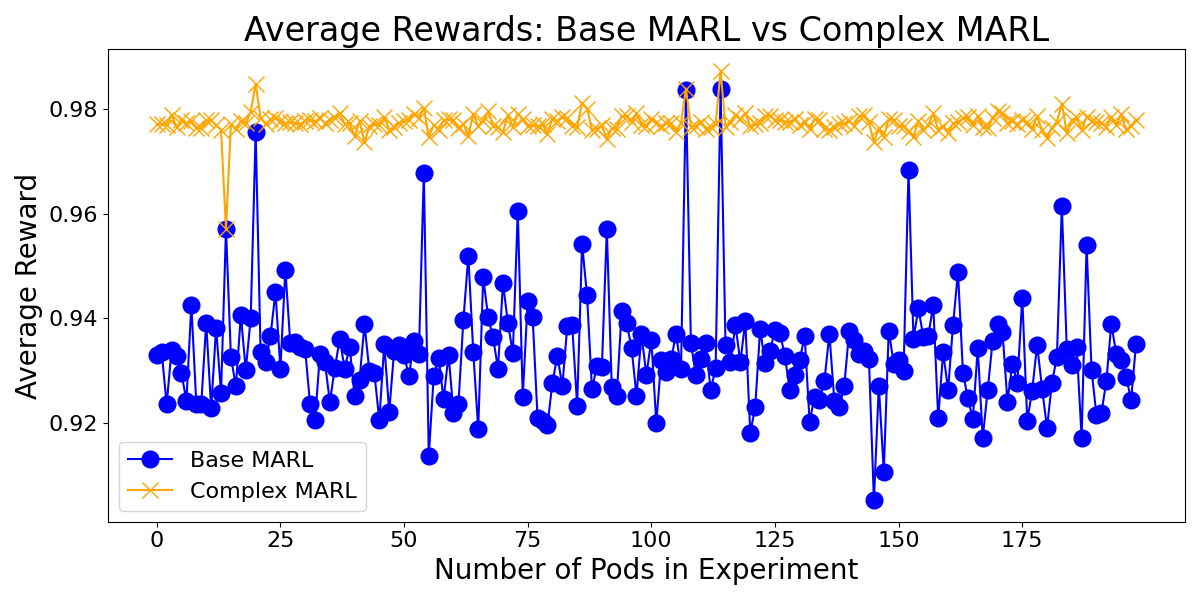 Average Rewards: Base MARL vs Complex MARL
Average Reward
0.98
0.96
0.94
0.92
Base MARL
Complex MARL
0 25 50 75 100 125 150 175
Number of Pods in Experiment